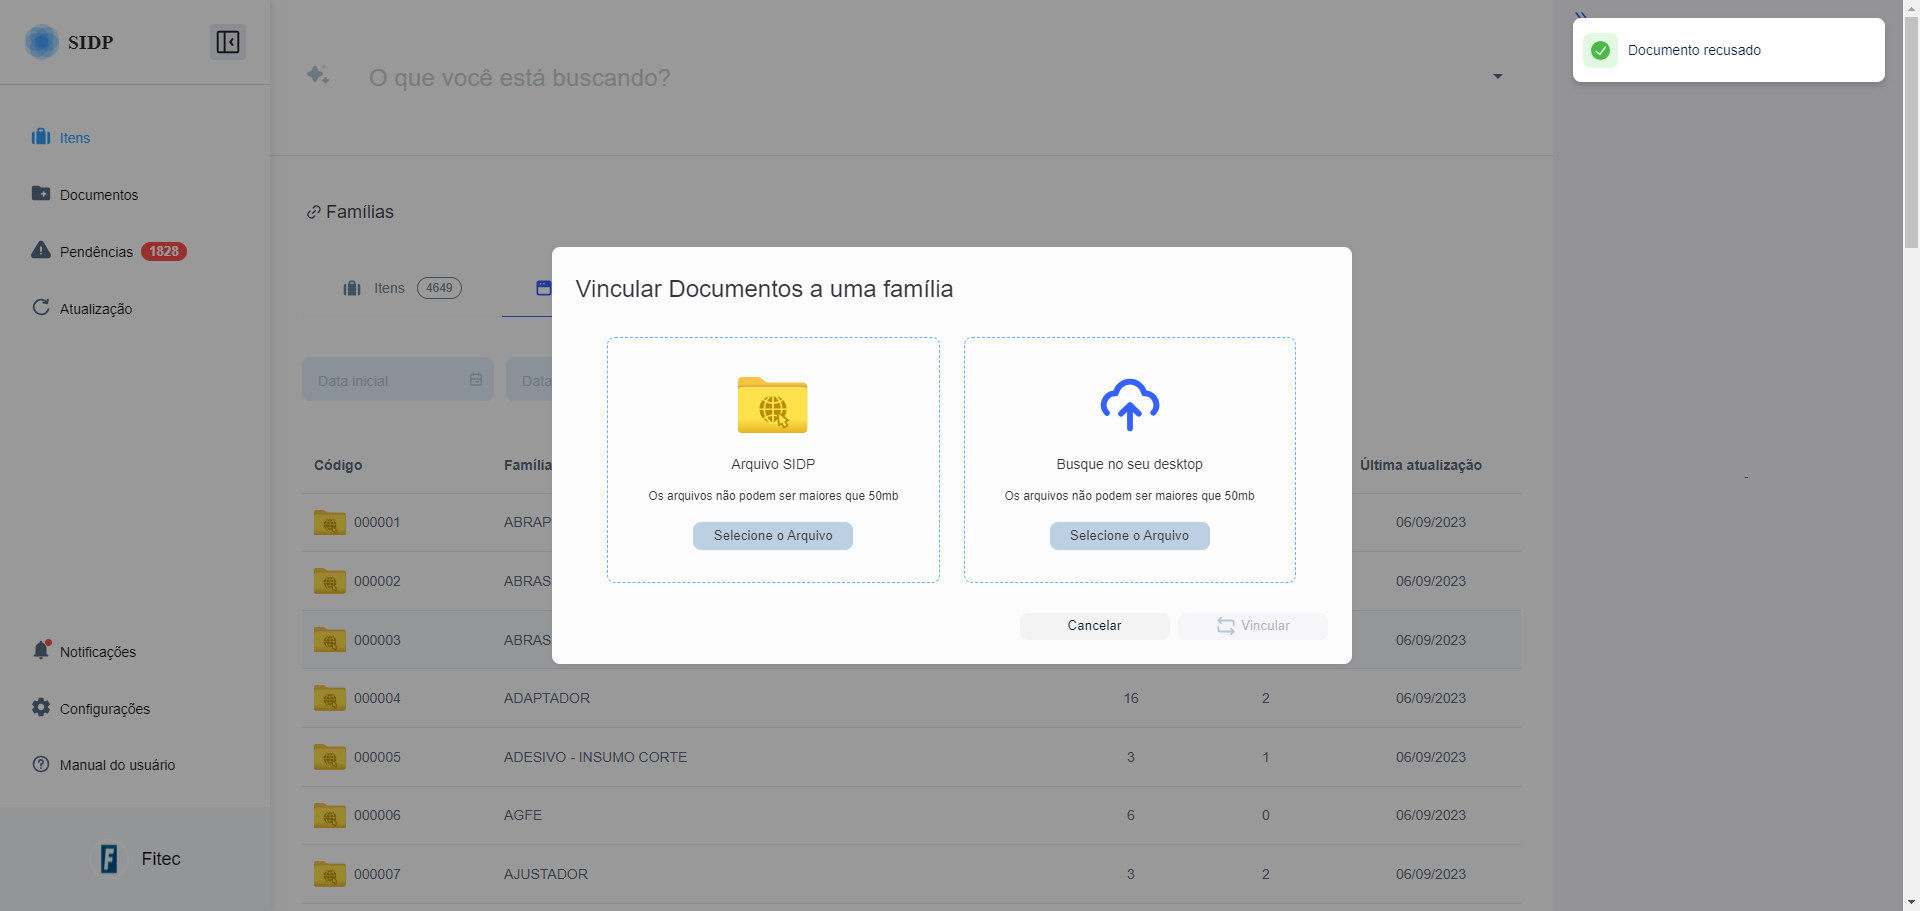 SIDP
O que você está buscando?
Documento recusado
Itens
Documentos
Pendências 1828
Atualização
Famílias
Itens 4649
Data inicial
Data
Vincular Documentos a uma família
Arquivo SIDP
Os arquivos não podem ser maiores que 50mb
Selecione o Arquivo
Busque no seu desktop
Os arquivos não podem ser maiores que 50mb
Selecione o Arquivo
Cancelar
Vincular
Código Família Última atualização
000001 ABRAP 06/09/2023
000002 ABRAS 06/09/2023
000003 ABRAS 06/09/2023
000004 ADAPTADOR 16 2 06/09/2023
000005 ADESIVO - INSUMO CORTE 3 1 06/09/2023
000006 AGFE 6 0 06/09/2023
000007 AJUSTADOR 3 2 06/09/2023
-
Notificações
Configurações
Manual do usuário
Fitec